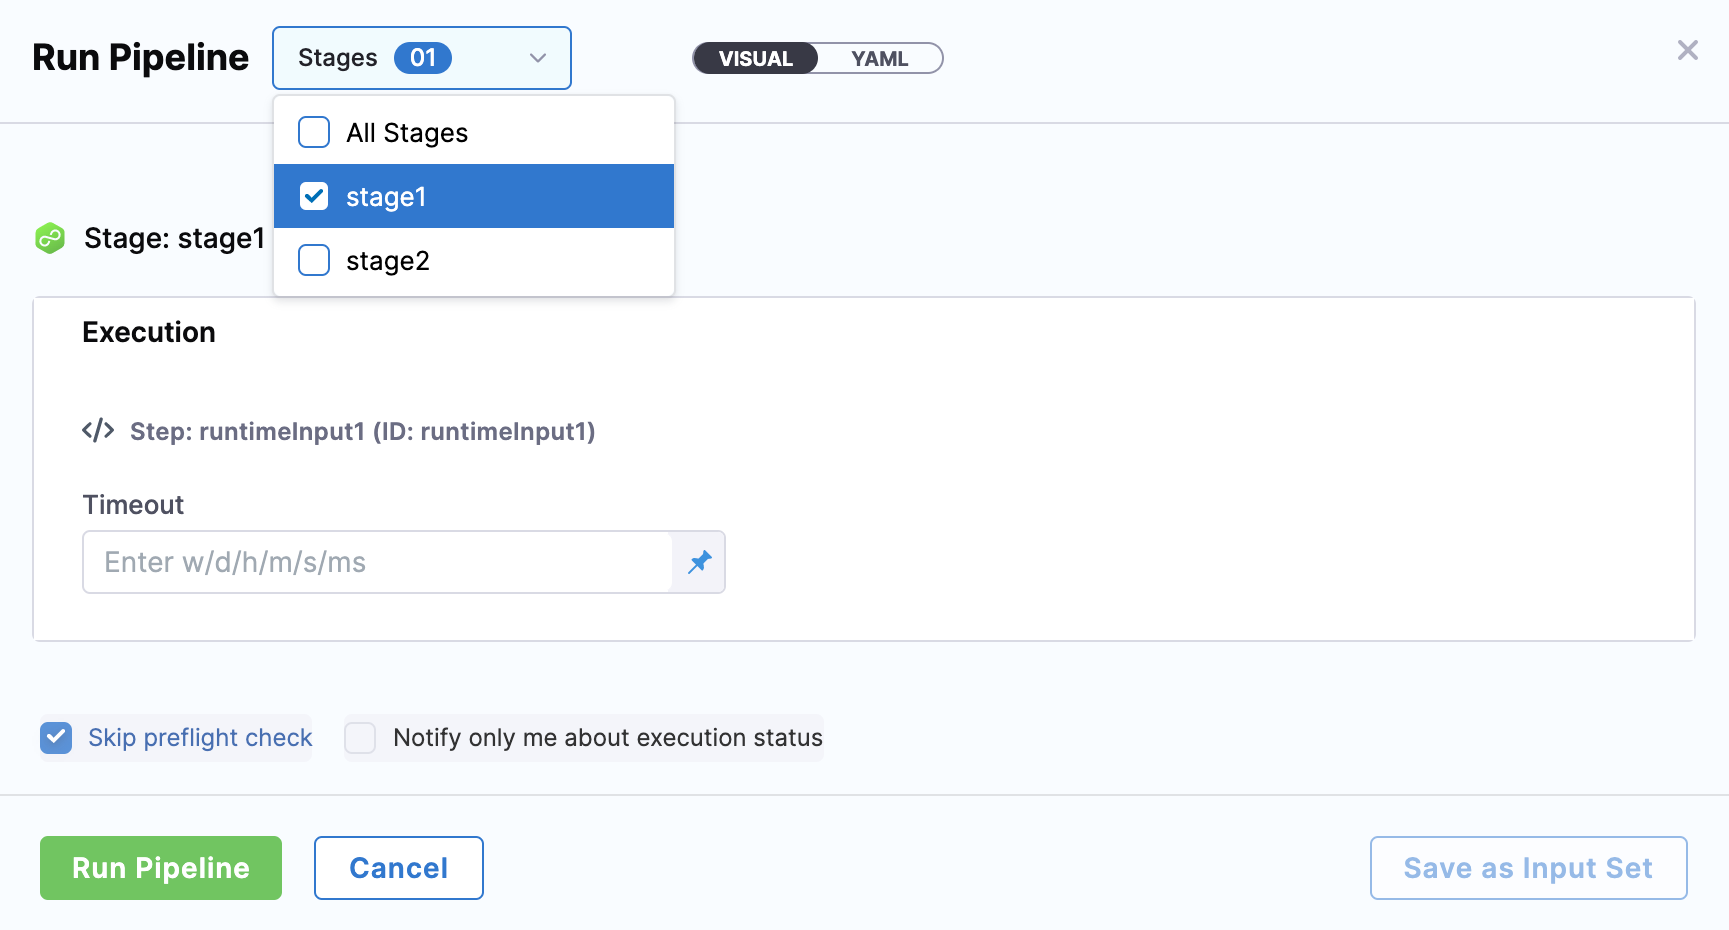 Run Pipeline
Stages 01
VISUAL YAML
All Stages
stage1
stage2
Stage: stage1
Execution
</> Step: runtimeInput1 (ID: runtimeInput1)
Timeout
Enter w/d/h/m/s/ms
Skip preflight check Notify only me about execution status
Run Pipeline Cancel Save as Input Set